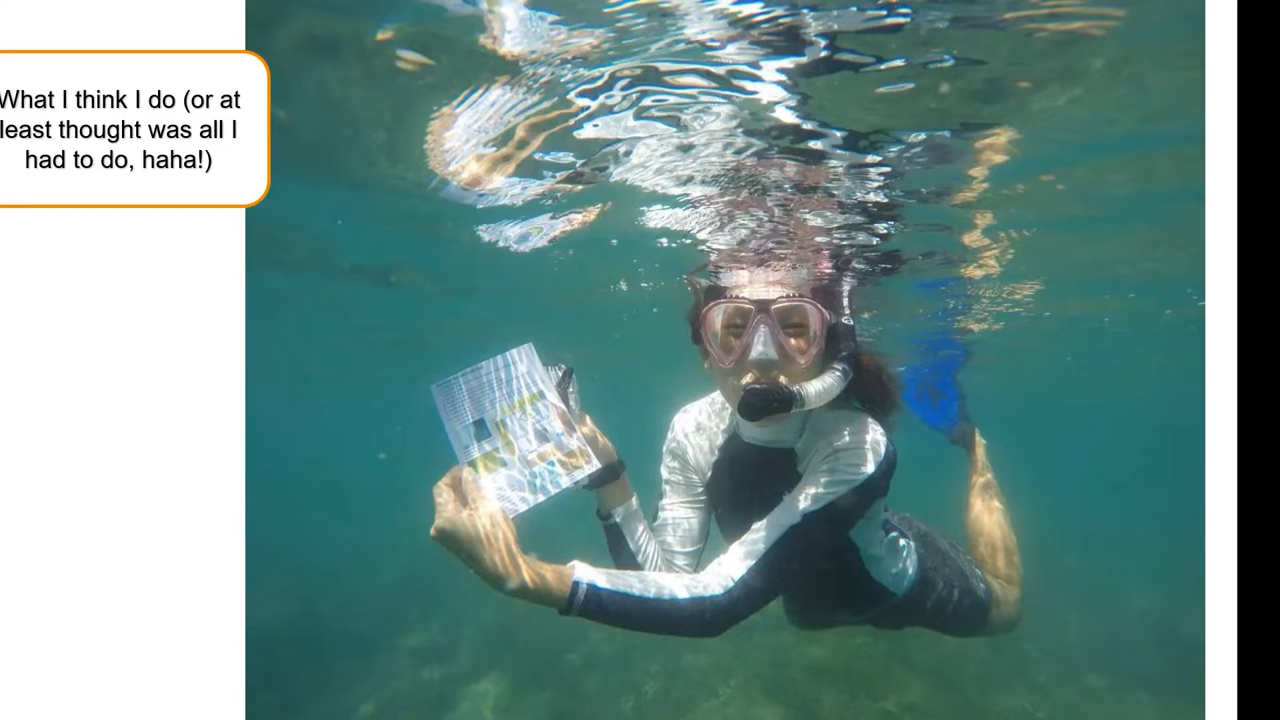 What I think I do (or at
least thought was all I
had to do, haha!)